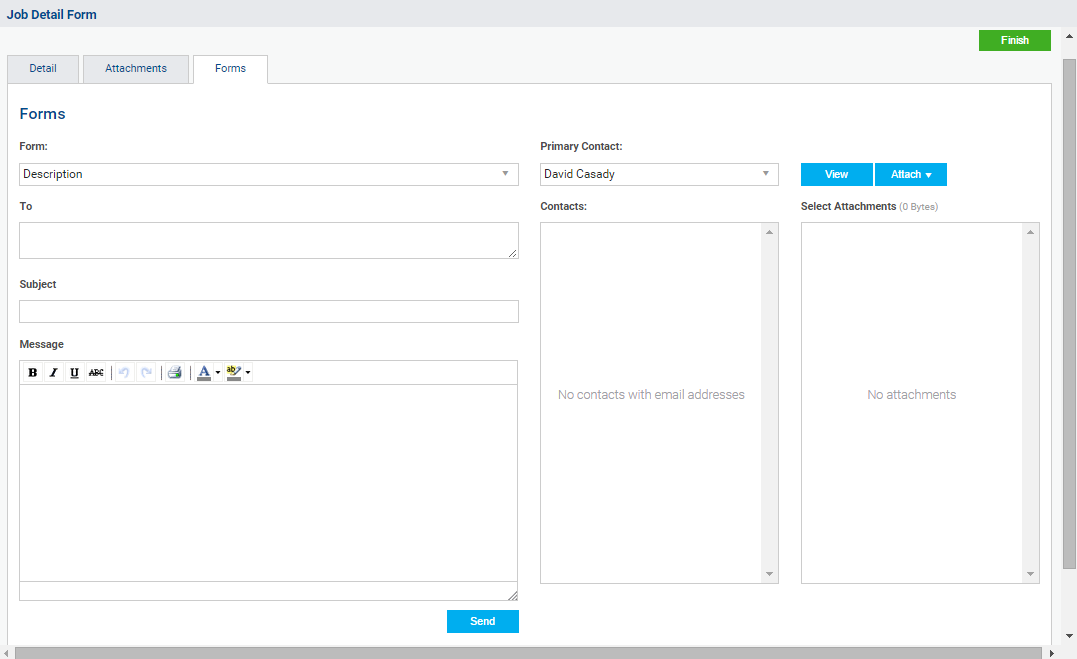 Job Detail Form
Finish
Detail
Attachments
Forms
Forms
Form:
Primary Contact:
Description
David Casady
View
Attach
To
Contacts:
Select Attachments (0 Bytes)
Subject
Message
B I U ABC A ab
No contacts with email addresses
No attachments
Send